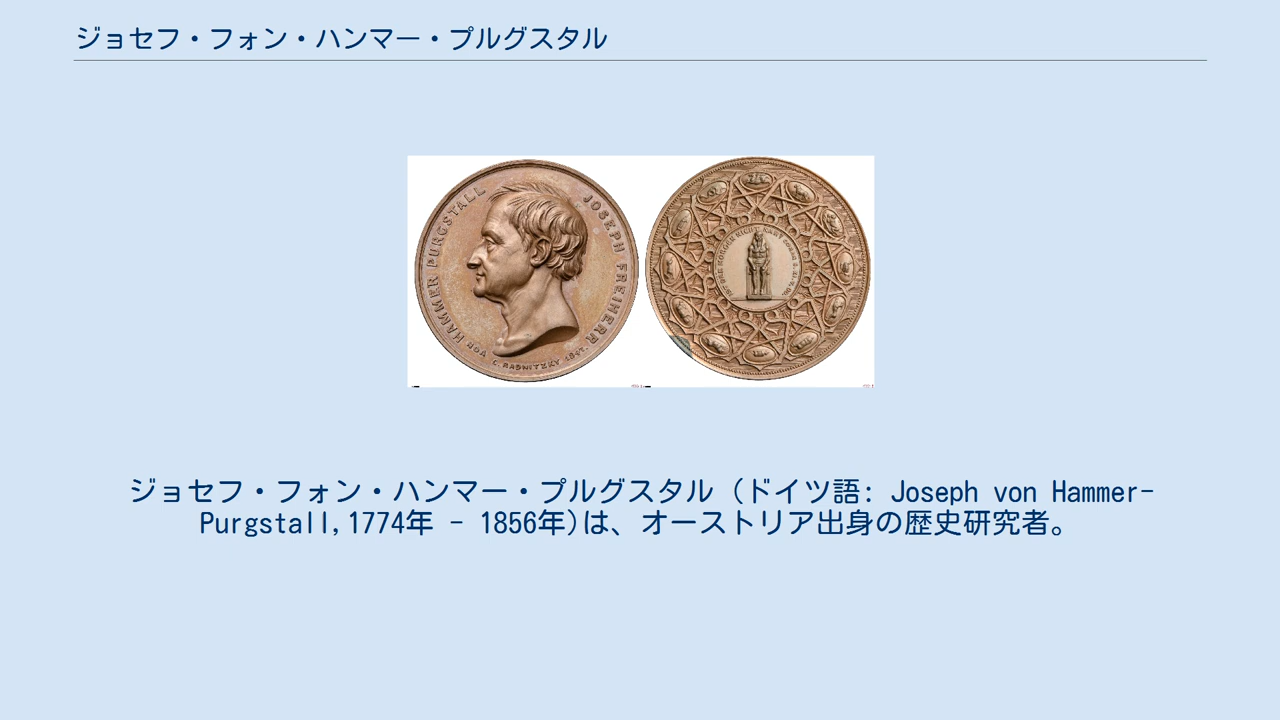 ジョセフ・フォン・ハンマー・プルグスタル
HAMMER PURGSTALL JOSEPH FREIHERR
C. RADNITZKY 1847.
ジョセフ・フォン・ハンマー・プルグスタル (ドイツ語: Joseph von Hammer-
Purgstall,1774年 - 1856年)は、オーストリア出身の歴史研究者。